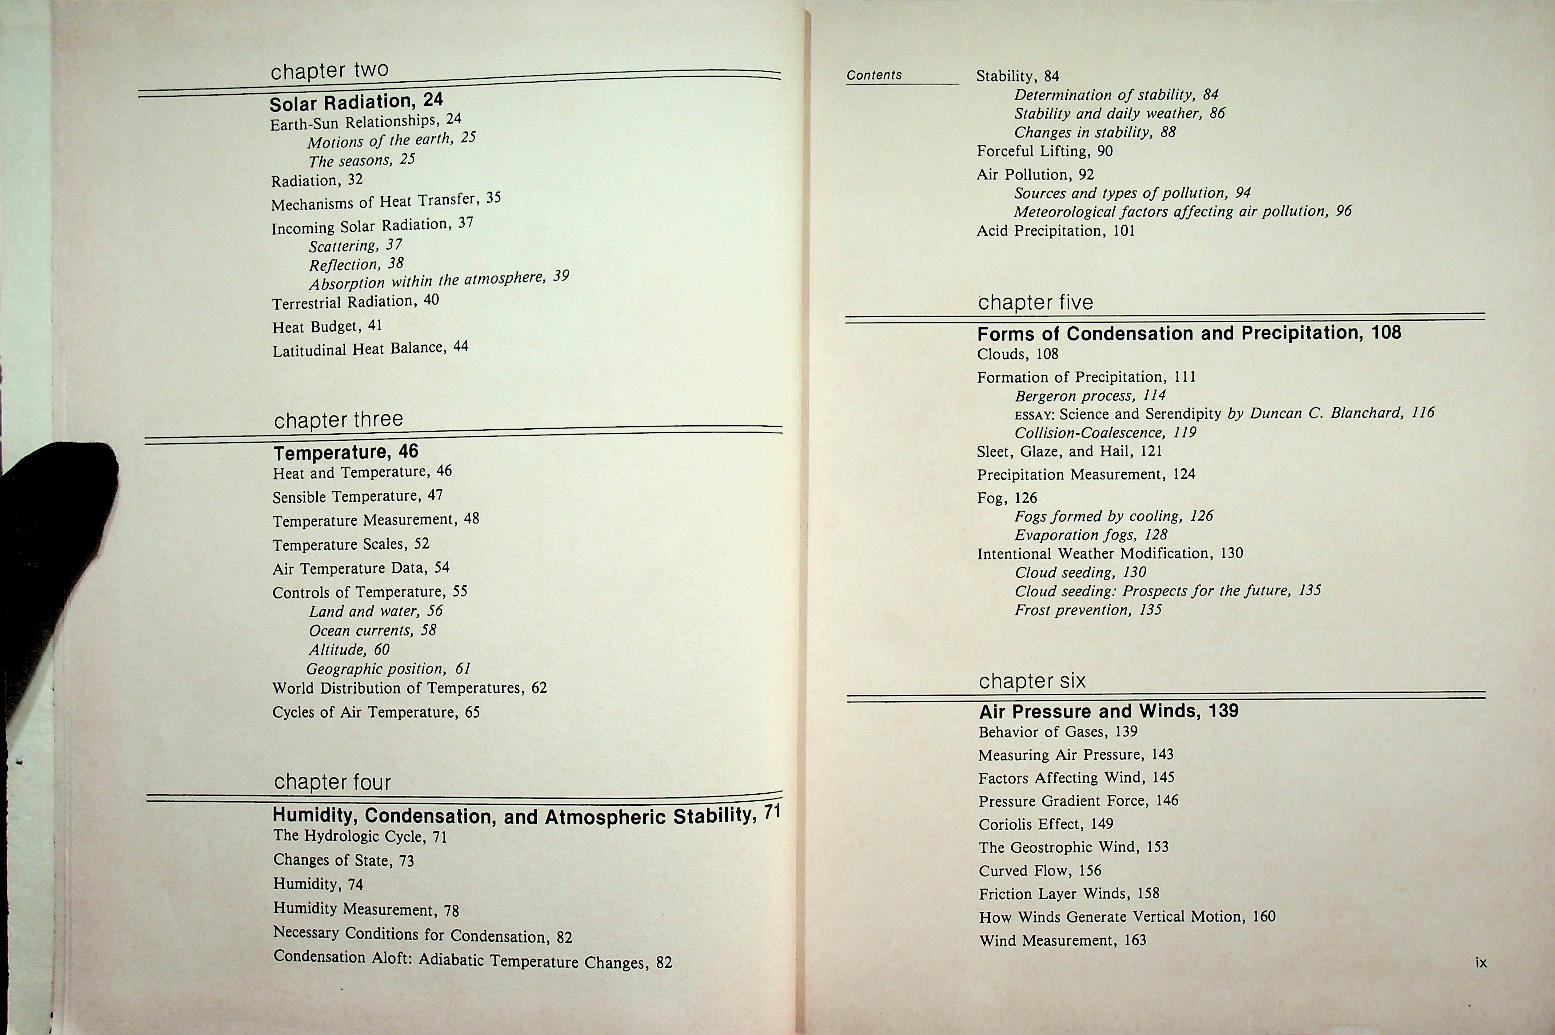 chapter two
Solar Radiation, 24
Earth-Sun Relationships, 24
Motions of the earth, 25
The seasons, 25
Radiation, 32
Mechanisms of Heat Transfer, 35
Incoming Solar Radiation, 37
Scattering, 37
Reflection, 38
Absorption within the atmosphere, 39
Terrestrial Radiation, 40
Heat Budget, 41
Latitudinal Heat Balance, 44
chapter three
Temperature, 46
Heat and Temperature, 46
Sensible Temperature, 47
Temperature Measurement, 48
Temperature Scales, 52
Air Temperature Data, 54
Controls of Temperature, 55
Land and water, 56
Ocean currents, 58
Altitude, 60
Geographic position, 61
World Distribution of Temperatures, 62
Cycles of Air Temperature, 65
chapter four
Humidity, Condensation, and Atmospheric Stability, 71
The Hydrologic Cycle, 71
Changes of State, 73
Humidity, 74
Humidity Measurement, 78
Necessary Conditions for Condensation, 82
Condensation Aloft: Adiabatic Temperature Changes, 82
Contents
Stability, 84
Determination of stability, 84
Stability and daily weather, 86
Changes in stability, 88
Forceful Lifting, 90
Air Pollution, 92
Sources and types of pollution, 94
Meteorological factors affecting air pollution, 96
Acid Precipitation, 101
chapter five
Forms of Condensation and Precipitation, 108
Clouds, 108
Formation of Precipitation, 111
Bergeron process, 114
ESSAY: Science and Serendipity by Duncan C. Blanchard, 116
Collision-Coalescence, 119
Sleet, Glaze, and Hail, 121
Precipitation Measurement, 124
Fog, 126
Fogs formed by cooling, 126
Evaporation fogs, 128
Intentional Weather Modification, 130
Cloud seeding, 130
Cloud seeding: Prospects for the future, 135
Frost prevention, 135
chapter six
Air Pressure and Winds, 139
Behavior of Gases, 139
Measuring Air Pressure, 143
Factors Affecting Wind, 145
Pressure Gradient Force, 146
Coriolis Effect, 149
The Geostrophic Wind, 153
Curved Flow, 156
Friction Layer Winds, 158
How Winds Generate Vertical Motion, 160
Wind Measurement, 163
ix